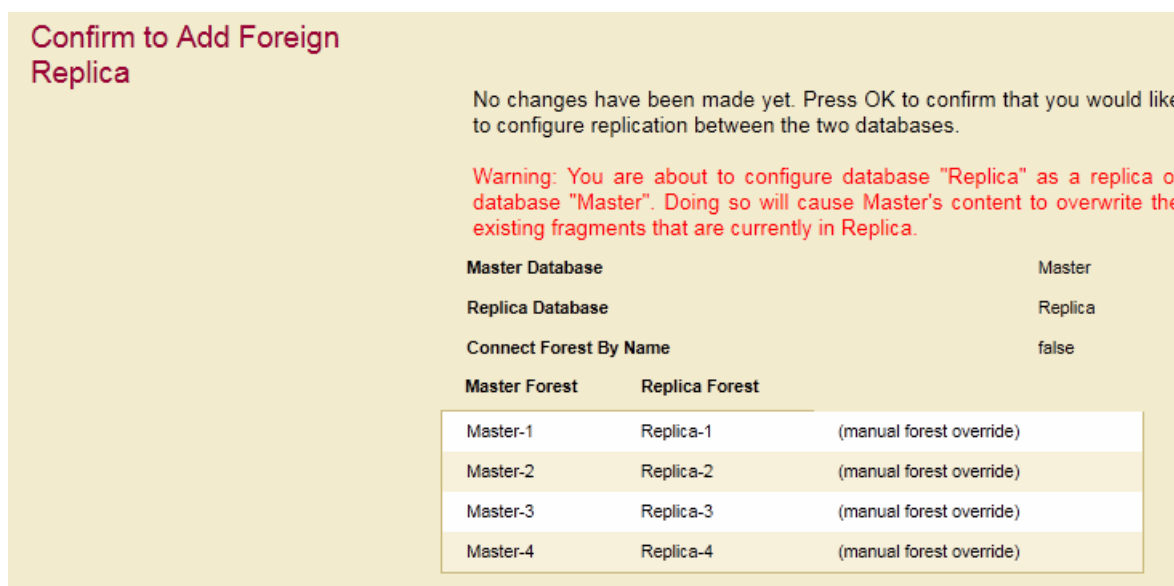 Confirm to Add Foreign
Replica
No changes have been made yet. Press OK to confirm that you would like
to configure replication between the two databases.
Warning: You are about to configure database "Replica" as a replica
database "Master". Doing so will cause Master's content to overwrite the
existing fragments that are currently in Replica.
Master Database Master
Replica Database Replica
Connect Forest By Name false
Master Forest Replica Forest
Master-1 Replica-1 (manual forest override)
Master-2 Replica-2 (manual forest override)
Master-3 Replica-3 (manual forest override)
Master-4 Replica-4 (manual forest override)